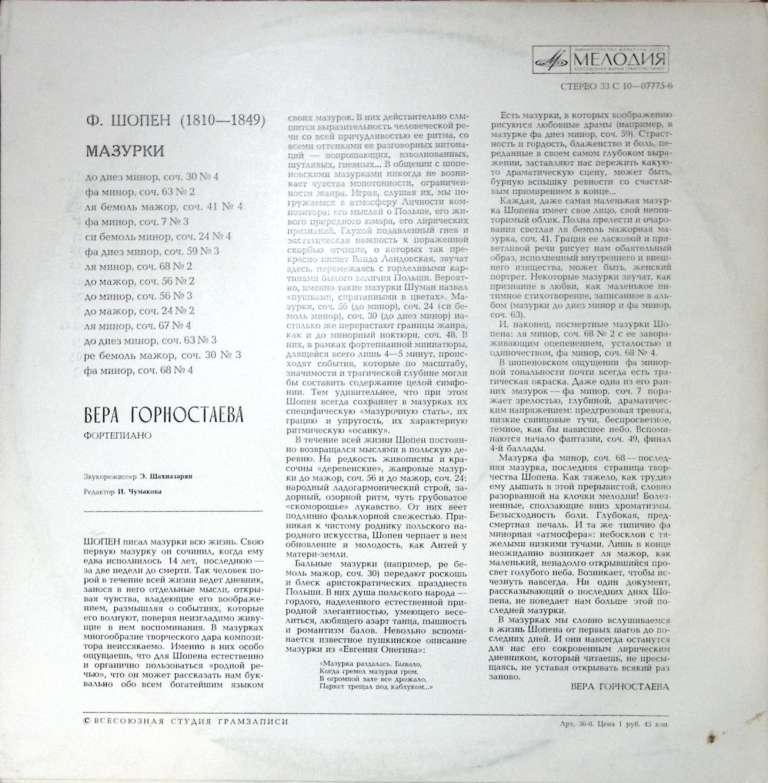 МЕЛОДИЯ
СТЕРЕО 33 С 10—07775-6
Ф. ШОПЕН (1810—1849)
МАЗУРКИ
до диез минор, соч. 30 № 4
фа минор, соч. 63 № 2
ля бемоль мажор, соч. 41 № 4
фа минор, соч. 7 № 3
си бемоль минор, соч. 24 № 4
фа диез минор, соч. 59 № 3
ля минор, соч. 68 № 2
до мажор, соч. 56 № 2
до минор, соч. 56 № 3
до мажор, соч. 24 № 2
ля минор, соч. 67 № 4
до диез минор, соч. 63 № 3
ре бемоль мажор, соч. 30 № 3
фа минор, соч. 68 № 4
ВЕРА ГОРНОСТАЕВА
ФОРТЕПИАНО
Звукорежиссер Э. Шахназарян
Редактор И. Чумакова
ШОПЕН писал мазурки всю жизнь. Свою
первую мазурку он сочинил, когда ему
едва исполнилось 14 лет, последнюю —
за две недели до смерти. Так человек по-
рой в течение всей жизни ведет дневник,
занося в него отдельные мысли, откры-
вая чувства, владеющие его воображе-
нием, размышляя о событиях, которые
его волнуют, поверяя неизгладимо живу-
щие в нем воспоминания. В мазурках
многообразие творческого дара компози-
тора неиссякаемо. Именно в них особо
ощущаешь, что для Шопена естественно
и органично пользоваться «родной ре-
чью», что он может рассказать нам бук-
вально обо всем богатейшим языком
своих мазурок. В них действительно слы-
шится выразительность человеческой ре-
чи со всей причудливостью ее ритма, со
всеми оттенками ее разговорных интона-
ций — вопрошающих, взволнованных,
шутливых, гневных... В общении с шопе-
новскими мазурками никогда не возни-
кает чувства монотонности, ограничен-
ности жанра. Играя, слушая их, мы по-
гружаемся в атмосферу Личности ком-
позитора: его мыслей о Польше, его жи-
вого природного юмора, его лирических
признаний. Глухой подавленный гнев и
экстатическая нежность к пораженной
скорбью отчизне, о которых так пре-
красно пишет Ванда Ландовская, звучат
здесь, перемежаясь с горделивыми кар-
тинами былого величия Польши. Вероят-
но, именно такие мазурки Шуман назвал
«пушками, спрятанными в цветах». Ма-
зурки, соч. 56 (до минор), соч. 24 (си бе-
моль минор), соч. 30 (до диез минор) на-
столько же перерастают границы жанра,
как и до минорный ноктюрн, соч. 48. В
них, в рамках фортепианной миниатюры,
длящейся всего лишь 4—5 минут, проис-
ходят события, которые по масштабу,
значимости и трагической глубине могли
бы составить содержание целой симфо-
нии. Тем удивительнее, что при этом
Шопен всегда сохраняет в мазурках их
специфическую «мазурочную стать», их
грацию и упругость, их характерную
ритмическую «осанку».
В течение всей жизни Шопен постоян-
но возвращался мыслями в польскую де-
ревню. На редкость живописны и кра-
сочны «деревенские», жанровые мазур-
ки до мажор, соч. 56 и до мажор, соч. 24:
народный ладогармонический строй, за-
дорный, озорной ритм, чуть грубоватое
«скоморошье» лукавство. От них веет
подлинно фольклорной свежестью. При-
никая к чистому роднику польского на-
родного искусства, Шопен черпает в нем
обновление и молодость, как Антей у
матери-земли.
Бальные мазурки (например, ре бе-
моль мажор, соч. 30) передают роскошь
и блеск аристократических празднеств
Польши. В них душа польского народа —
гордого, наделенного естественной при-
родной элегантностью, умеющего весе-
литься, любящего азарт танца, пышность
и романтизм балов. Невольно вспоми-
нается известное пушкинское описание
мазурки из «Евгения Онегина»:
«Мазурка раздалась. Бывало,
Когда гремел мазурки гром,
В огромной зале все дрожало,
Паркет трещал под каблуком...»
Есть мазурки, в которых воображению
рисуются любовные драмы (например, в
мазурке фа диез минор, соч. 59). Страст-
ность и гордость, блаженство и боль, пе-
реданные в своем самом глубоком выра-
жении, заставляют нас пережить какую-
то драматическую сцену, может быть,
бурную вспышку ревности со счастли-
вым примирением в конце...
Каждая, даже самая маленькая мазур-
ка Шопена имеет свое лицо, свой непов-
торимый облик. Полна прелести и очаро-
вания светлая ля бемоль мажорная ма-
зурка, соч. 41. Грация ее ласковой и при-
ветливой речи рисует нам обаятельный
образ, исполненный внутреннего и внеш-
него изящества, может быть, женский
портрет. Некоторые мазурки звучат, как
признание в любви, как маленькое ин-
тимное стихотворение, записанное в аль-
бом (мазурки до диез минор и фа минор,
соч. 63).
И, наконец, посмертные мазурки Шо-
пена: ля минор, соч. 68 № 2 с ее завора-
живающим оцепенением, усталостью и
одиночеством, фа минор, соч. 68 № 4.
В шопеновском ощущении фа минор-
ной тональности почти всегда есть тра-
гическая окраска. Даже одна из его ран-
них мазурок — фа минор, соч. 7 пора-
жает зрелостью, глубиной, драматичес-
ким напряжением: предгрозовая тревога,
низкие свинцовые тучи, беспросветное,
темное, как бы нависшее небо. Вспоми-
наются начало фантазии, соч. 49, финал
4-й баллады.
Мазурка фа минор, соч. 68 — послед-
няя мазурка, последняя страница твор-
чества Шопена. Как тяжело, как трудно
ему дышать в этой прерывистой, словно
разорванной на клочки мелодии! Болез-
ненные, сползающие вниз хроматизмы.
Безысходность боли. Глубокая, пред-
смертная печаль. И та же типично фа
минорная «атмосфера»: небосклон с тя-
желыми низкими тучами. Лишь в конце
неожиданно возникает ля мажор, как
маленький, ненадолго открывшийся прос-
вет голубого неба. Возникает, чтобы ис-
чезнуть навсегда. Ни один документ,
рассказывающий о последних днях Шо-
пена, не поведает нам больше этой по-
следней мазурки.
В мазурках мы словно вслушиваемся
в жизнь Шопена от первых шагов до по-
следних дней. И они навсегда останутся
для нас его сокровенным лирическим
дневником, который читаешь, не пресы-
щаясь, не уставая открывать всякий раз
заново.
ВЕРА ГОРНОСТАЕВА
© ВСЕСОЮЗНАЯ СТУДИЯ ГРАМЗАПИСИ
Арт. 36-6. Цена 1 руб. 45 коп.